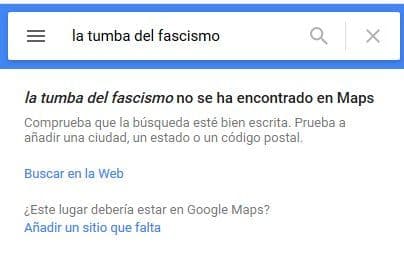 la tumba del fascismo
la tumba del fascismo no se ha encontrado en Maps
Comprueba que la búsqueda esté bien escrita. Prueba a
añadir una ciudad, un estado o un código postal.
Buscar en la Web
¿Este lugar debería estar en Google Maps?
Añadir un sitio que falta